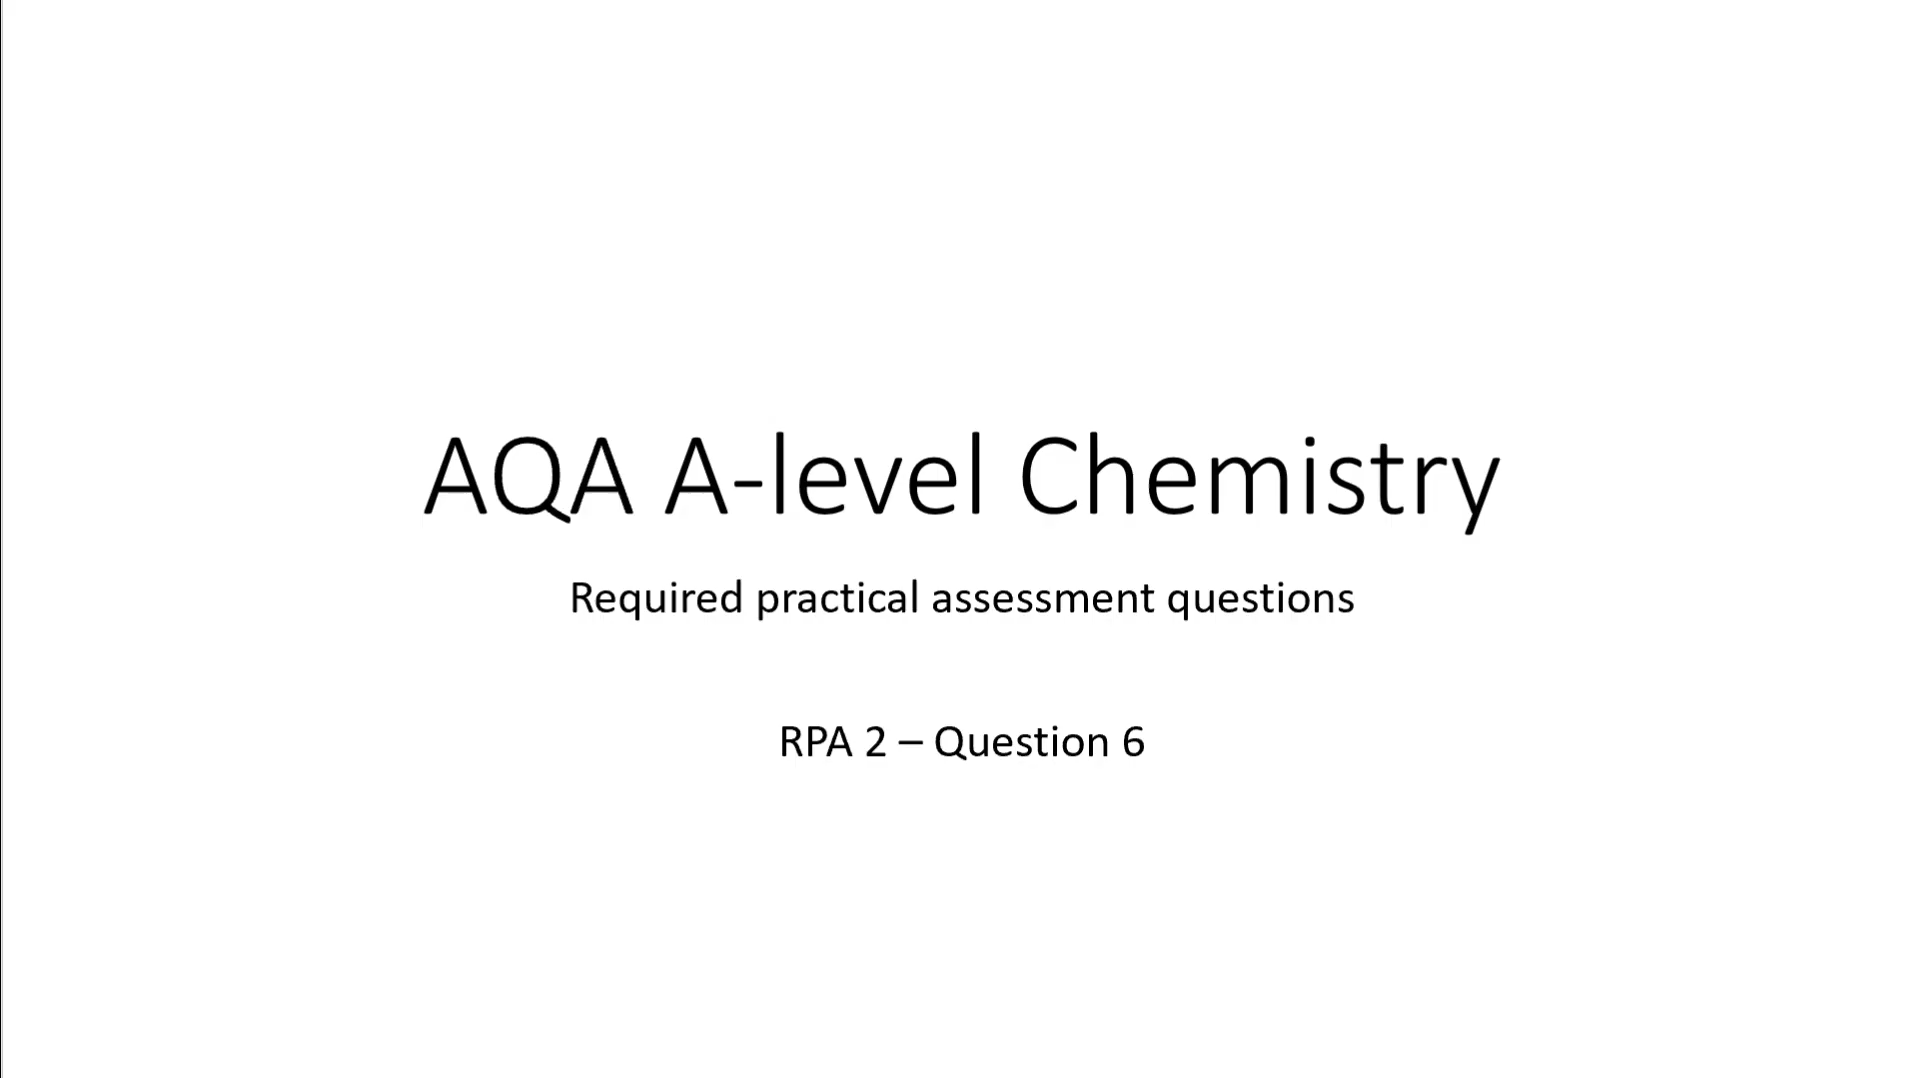 AQA A-level Chemistry
Required practical assessment questions
RPA 2 – Question 6